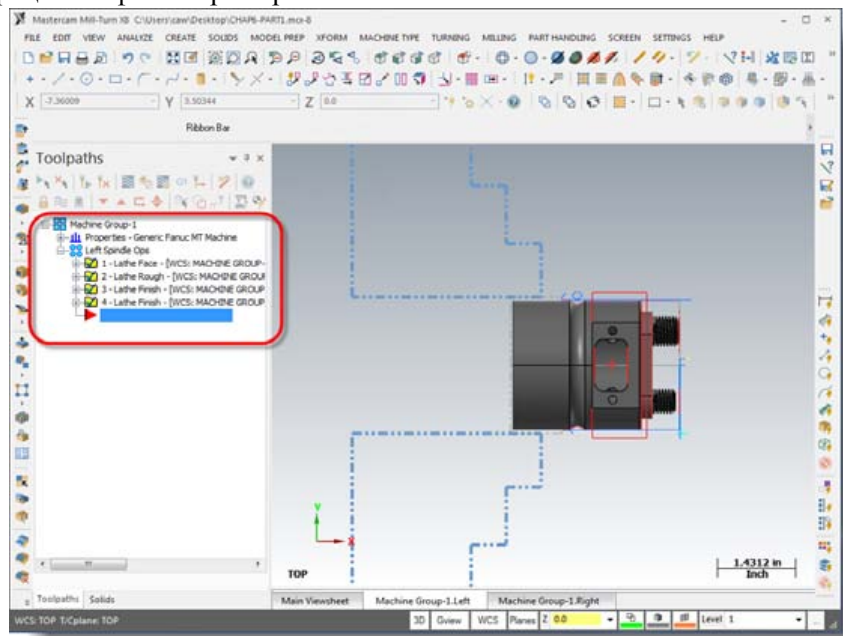 Mastercam Mill-Turn X8 C:\Users\caw\Desktop\CHAP6-PART1.mcx-8
FILE EDIT VIEW ANALYZE CREATE SOLIDS MODEL PREP XFORM MACHINE TYPE TURNING MILLING PART HANDLING SCREEN SETTINGS HELP
X -7.36009 Y 3.50344 Z 0.0
Ribbon Bar
Toolpaths
Machine Group-1
Properties - Generic Fanuc MT Machine
Left Spindle Ops
1 - Lathe Face - [WCS: MACHINE GROUP-
2 - Lathe Rough - [WCS: MACHINE GROUP
3 - Lathe Finish - [WCS: MACHINE GROUP
4 - Lathe Finish - [WCS: MACHINE GROUP
Y
X
TOP
1.4312 in
Inch
Toolpaths Solids
Main Viewsheet Machine Group-1.Left Machine Group-1.Right
WCS: TOP T/Cplane: TOP 3D Gview WCS Planes Z 0.0 Level 1